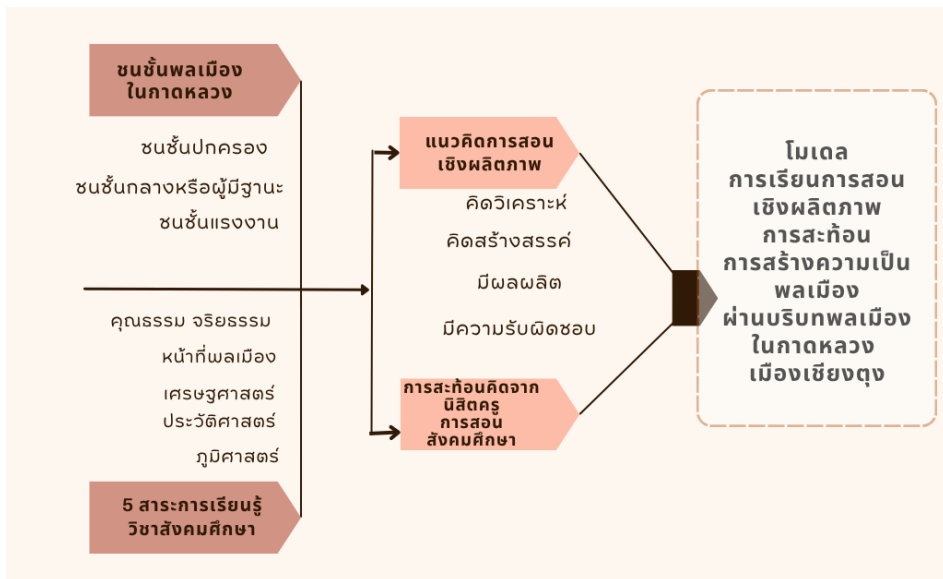 ชนชั้นพลเมือง
ในกาดหลวง
ชนชั้นปกครอง
ชนชั้นกลางหรือผู้มีฐานะ
ชนชั้นแรงงาน
คุณธรรม จริยธรรม
หน้าที่พลเมือง
เศรษฐศาสตร์
ประวัติศาสตร์
ภูมิศาสตร์
5 สาระการเรียนรู้
วิชาสังคมศึกษา
แนวคิดการสอน
เชิงผลิตภาพ
คิดวิเคราะห์
คิดสร้างสรรค์
มีผลผลิต
มีความรับผิดชอบ
การสะท้อนคิดจาก
นิสิตครู
การสอน
สังคมศึกษา
โมเดล
การเรียนการสอน
เชิงผลิตภาพ
การสะท้อน
การสร้างความเป็น
พลเมือง
ผ่านบริบทพลเมือง
ในกาดหลวง
เมืองเชียงตุง